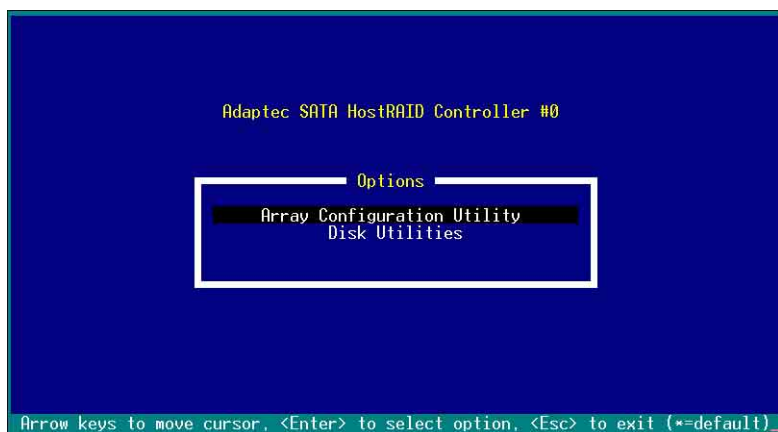 Adaptec SATA HostRAID Controller #0
Options
Array Configuration Utility
Disk Utilities
Arrow keys to move cursor, <Enter> to select option, <Esc> to exit (*=default)_